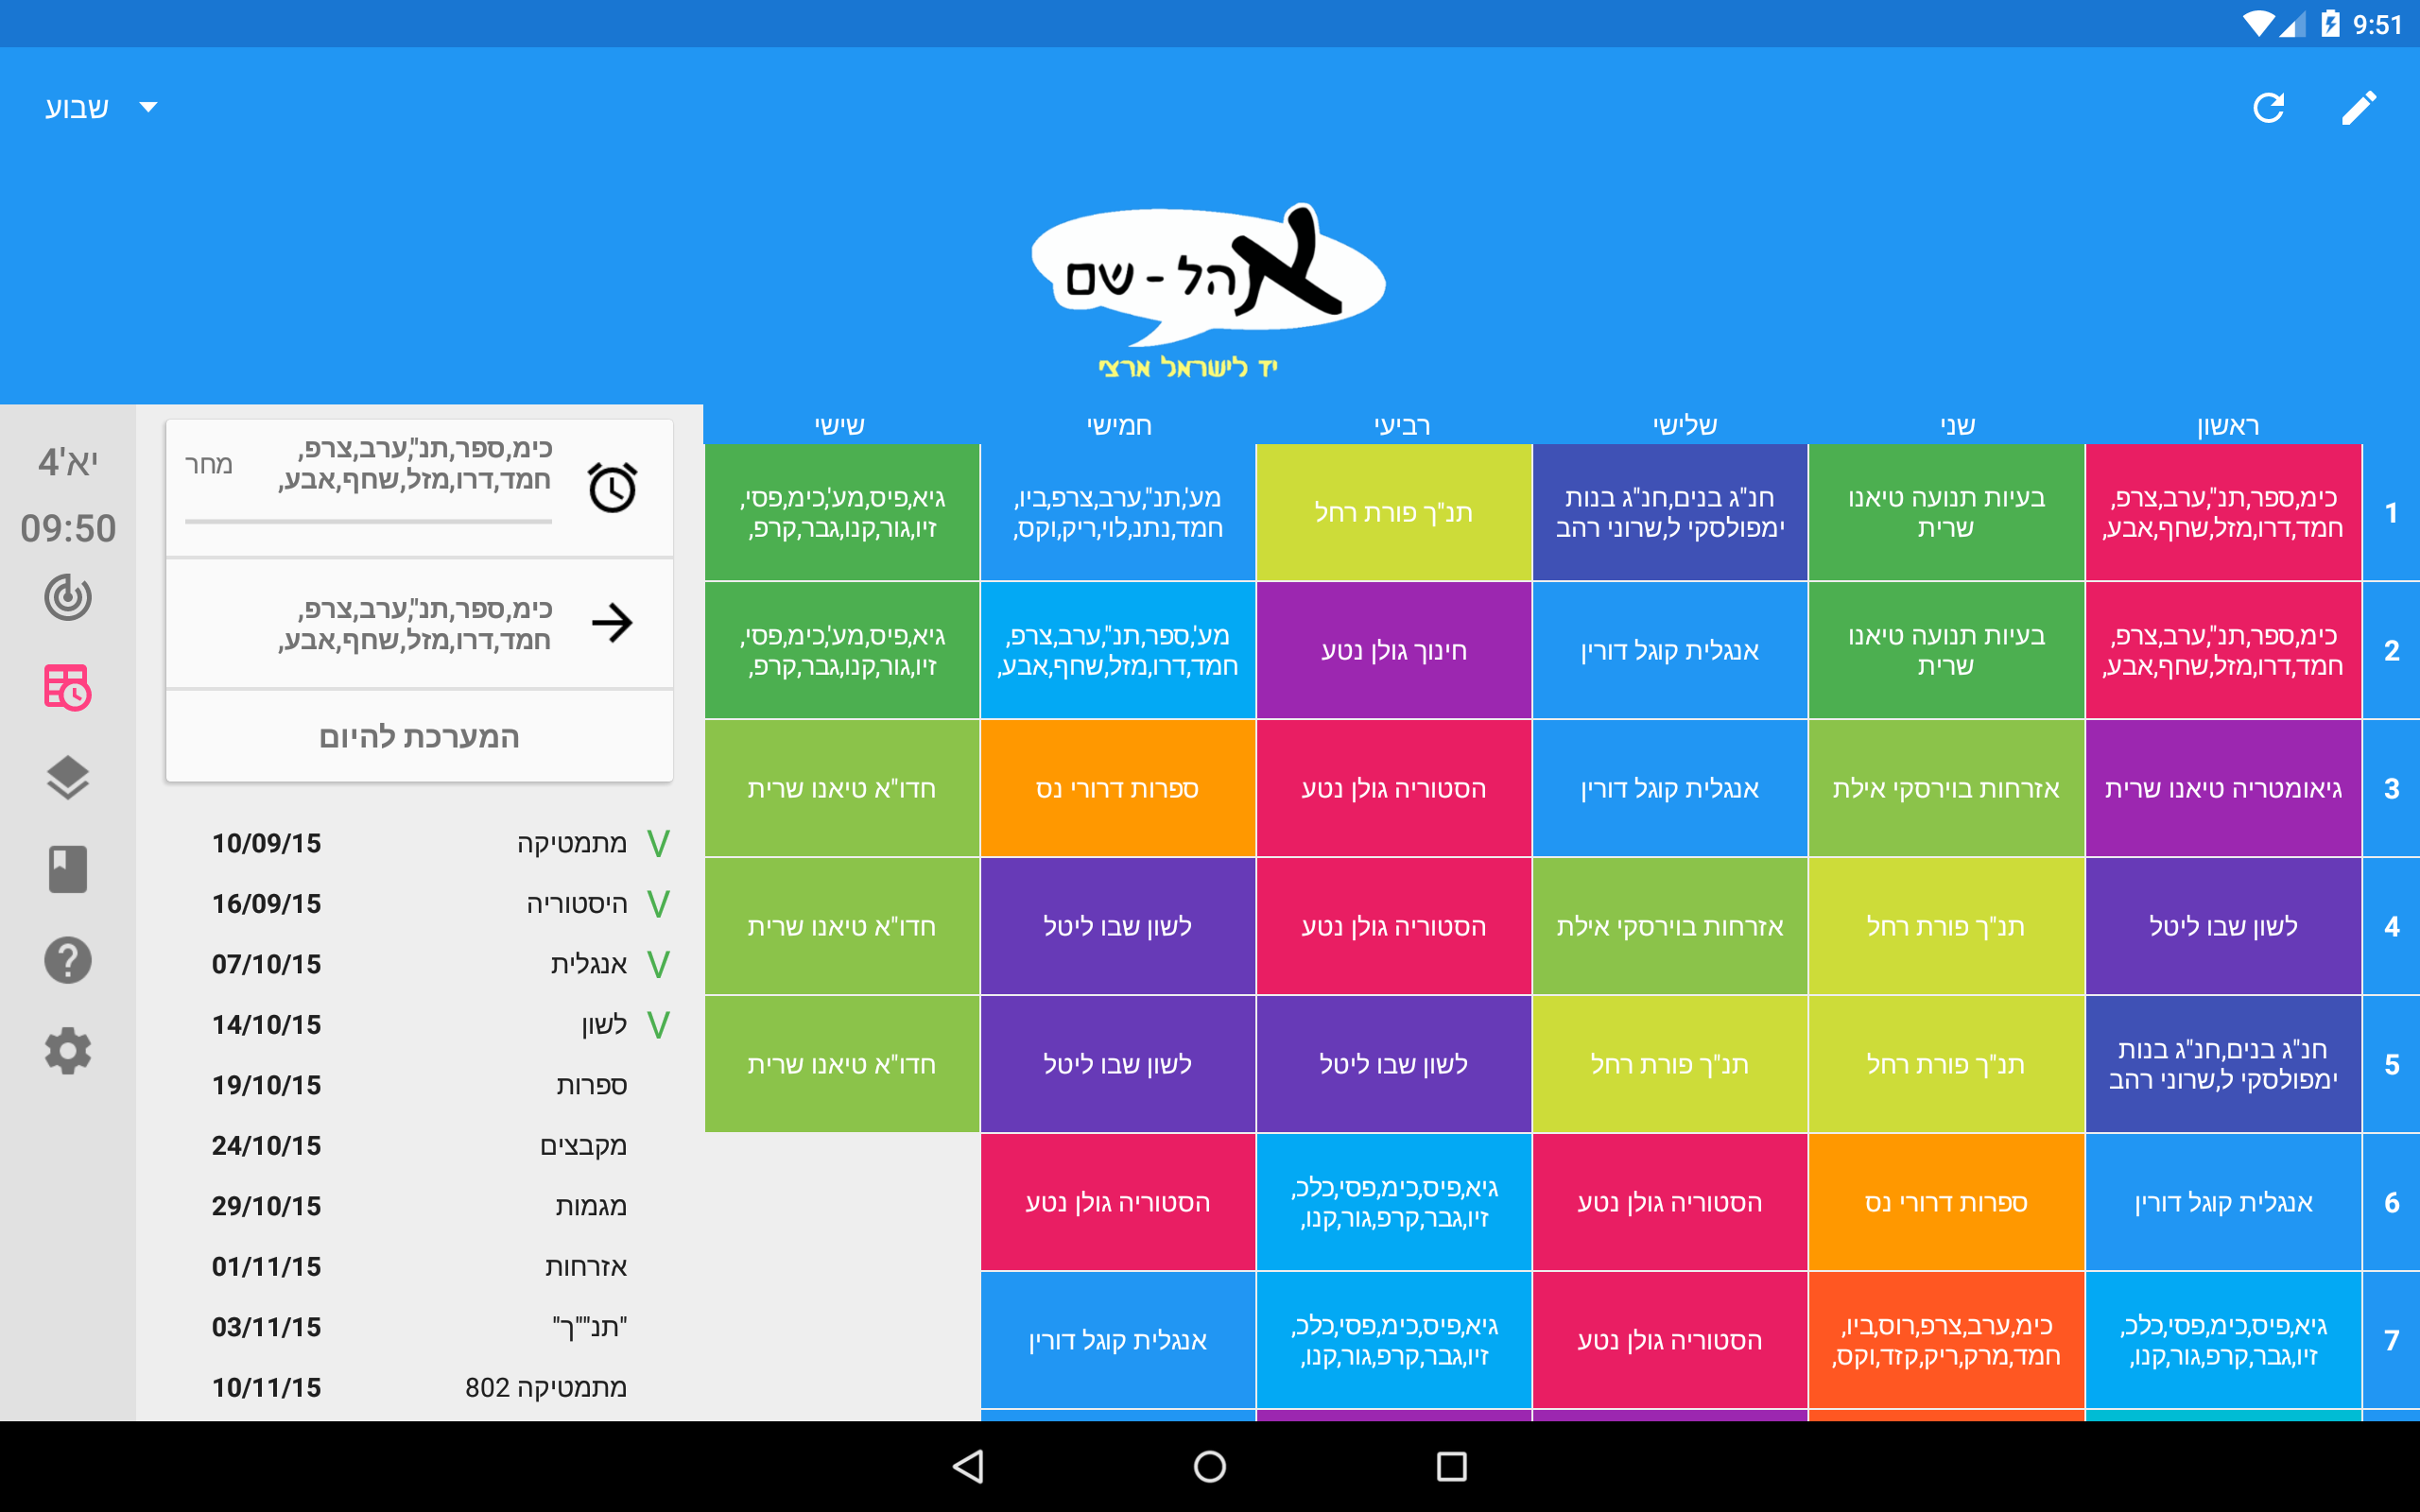 9:51
שבוע
אהל - שם
יד לישראל ארצי
ראשון שני שלישי רביעי חמישי שישי
1
כימ,ספר,תנ",ערב,צרפ,
חמד,דרו,מזל,שחף,אבע,
בעיות תנועה טיאנו
שרית
חנ"ג בנים,חנ"ג בנות
ימפולסקי ל,שרוני רהב
תנ"ך פורת רחל
מע',תנ",ערב,צרפ,ביו,
חמד,נתנ,לוי,ריק,וקס,
גיא,פיס,מע',כימ,פסי,
זיו,גור,קנו,גבר,קרפ,
2
כימ,ספר,תנ",ערב,צרפ,
חמד,דרו,מזל,שחף,אבע,
בעיות תנועה טיאנו
שרית
אנגלית קוגל דורין
חינוך גולן נטע
מע',ספר,תנ",ערב,צרפ,
חמד,דרו,מזל,שחף,אבע,
גיא,פיס,מע',כימ,פסי,
זיו,גור,קנו,גבר,קרפ,
3
גיאומטריה טיאנו שרית
אזרחות בוירסקי אילת
אנגלית קוגל דורין
הסטוריה גולן נטע
ספרות דרורי נס
חדו"א טיאנו שרית
4
לשון שבו ליטל
תנ"ך פורת רחל
אזרחות בוירסקי אילת
הסטוריה גולן נטע
לשון שבו ליטל
חדו"א טיאנו שרית
5
חנ"ג בנים,חנ"ג בנות
ימפולסקי ל,שרוני רהב
תנ"ך פורת רחל
תנ"ך פורת רחל
לשון שבו ליטל
לשון שבו ליטל
חדו"א טיאנו שרית
6
אנגלית קוגל דורין
ספרות דרורי נס
הסטוריה גולן נטע
גיא,פיס,כימ,פסי,כלכ,
זיו,גבר,קרפ,גור,קנו,
הסטוריה גולן נטע
7
גיא,פיס,כימ,פסי,כלכ,
זיו,גבר,קרפ,גור,קנו,
כימ,ערב,צרפ,רוס,ביו,
חמד,מרק,ריק,קזד,וקס,
הסטוריה גולן נטע
גיא,פיס,כימ,פסי,כלכ,
זיו,גבר,קרפ,גור,קנו,
אנגלית קוגל דורין
כימ,ספר,תנ",ערב,צרפ,
חמד,דרו,מזל,שחף,אבע,
מחר
כימ,ספר,תנ",ערב,צרפ,
חמד,דרו,מזל,שחף,אבע,
המערכת להיום
V מתמטיקה 10/09/15
V היסטוריה 16/09/15
V אנגלית 07/10/15
V לשון 14/10/15
ספרות 19/10/15
מקבצים 24/10/15
מגמות 29/10/15
אזרחות 01/11/15
"תנ""ך" 03/11/15
מתמטיקה 802 10/11/15
יא'4
09:50